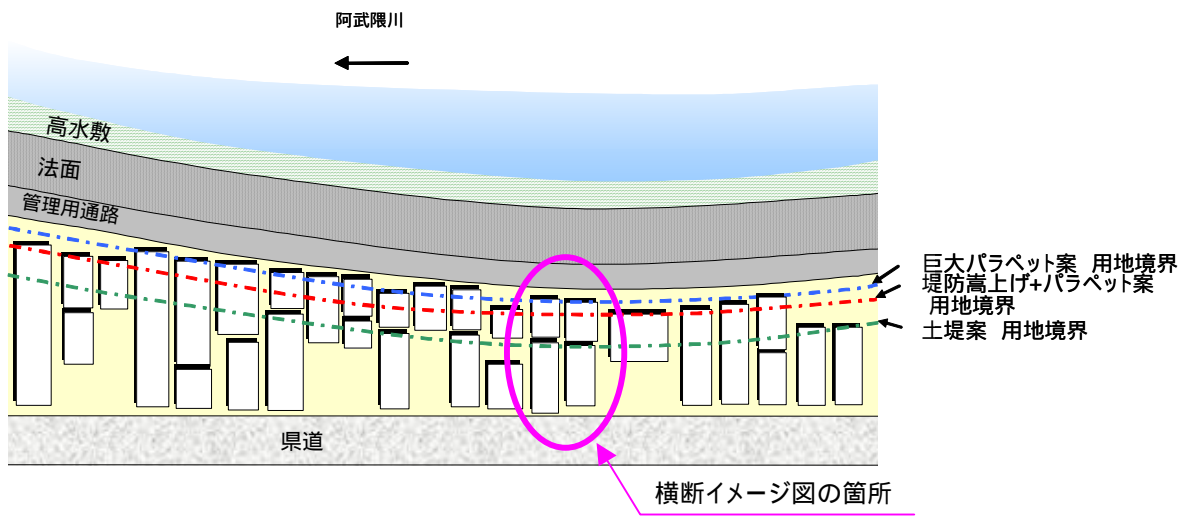 阿武隈川
高水敷
法面
管理用通路
巨大パラペット案 用地境界
堤防嵩上げ+パラペット案
用地境界
土堤案 用地境界
県道
横断イメージ図の箇所